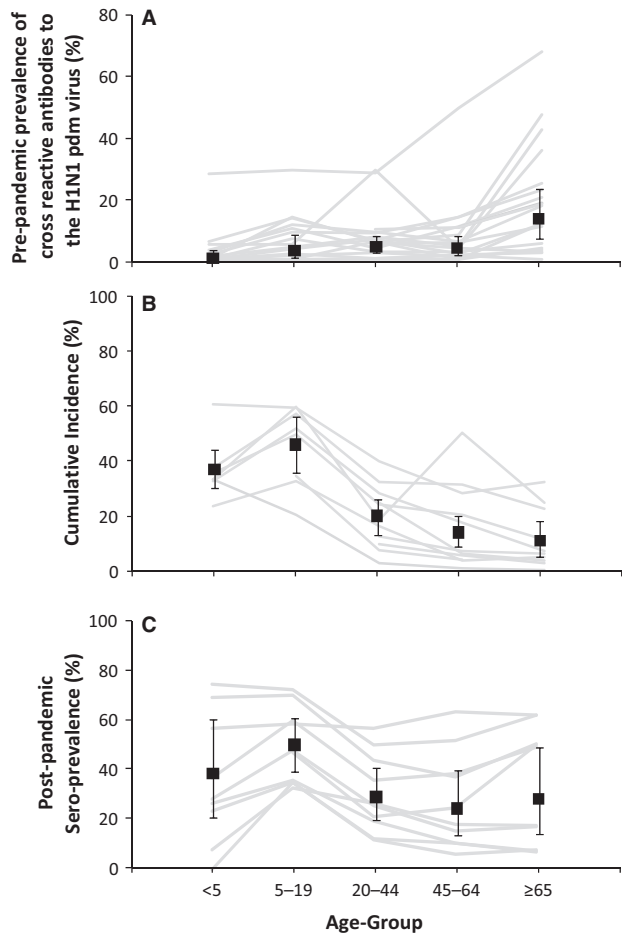 A
Pre-pandemic prevalence of
cross reactive antibodies to
the H1N1 pdm virus (%)
80
60
40
20
0
B
Cumulative Incidence (%)
100
80
60
40
20
0
C
Post-pandemic
Sero-prevalence (%)
100
80
60
40
20
0
<5 5–19 20–44 45–64 ≥65
Age-Group